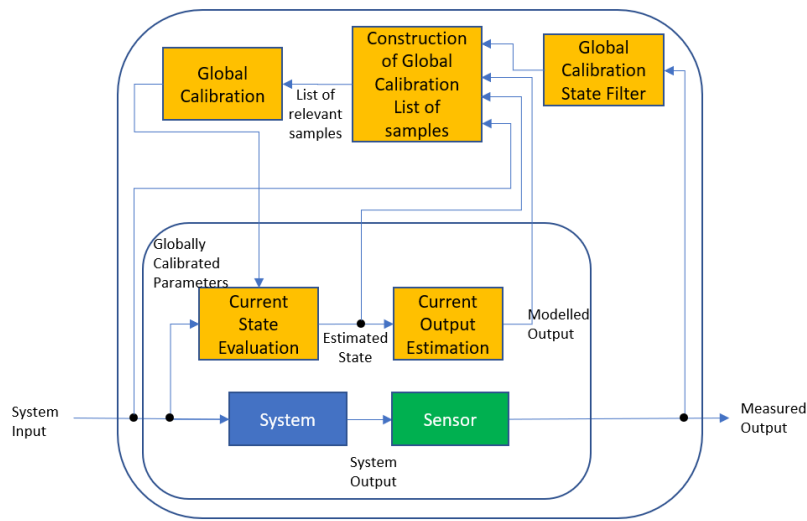 Global
Calibration
List of
relevant
samples
Construction
of Global
Calibration
List of
samples
Global
Calibration
State Filter
Globally
Calibrated
Parameters
Current
State
Evaluation
Estimated
State
Current
Output
Estimation
Modelled
Output
System
Input
System
System
Output
Sensor
Measured
Output